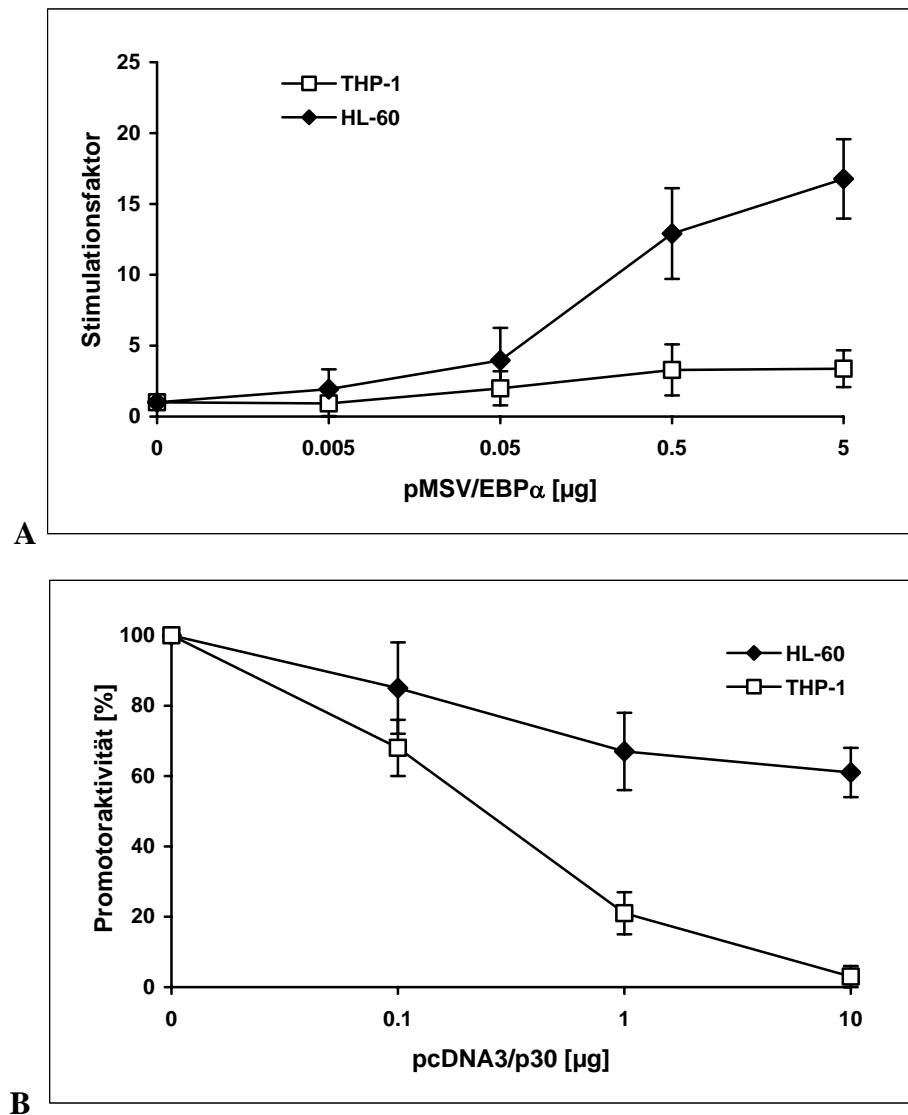 25
20
15
10
5
0
Stimulationsfaktor
THP-1
HL-60
0 0.005 0.05 0.5 5
pMSV/EBPα [µg]
A
100
80
60
40
20
0
Promotoraktivität [%]
HL-60
THP-1
0 0.1 1 10
pcDNA3/p30 [µg]
B